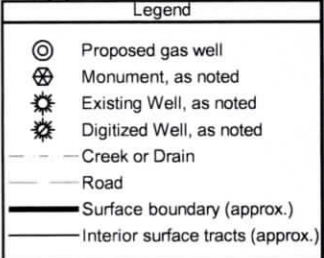 Legend
Proposed gas well
Monument, as noted
Existing Well, as noted
Digitized Well, as noted
Creek or Drain
Road
Surface boundary (approx.)
Interior surface tracts (approx.)